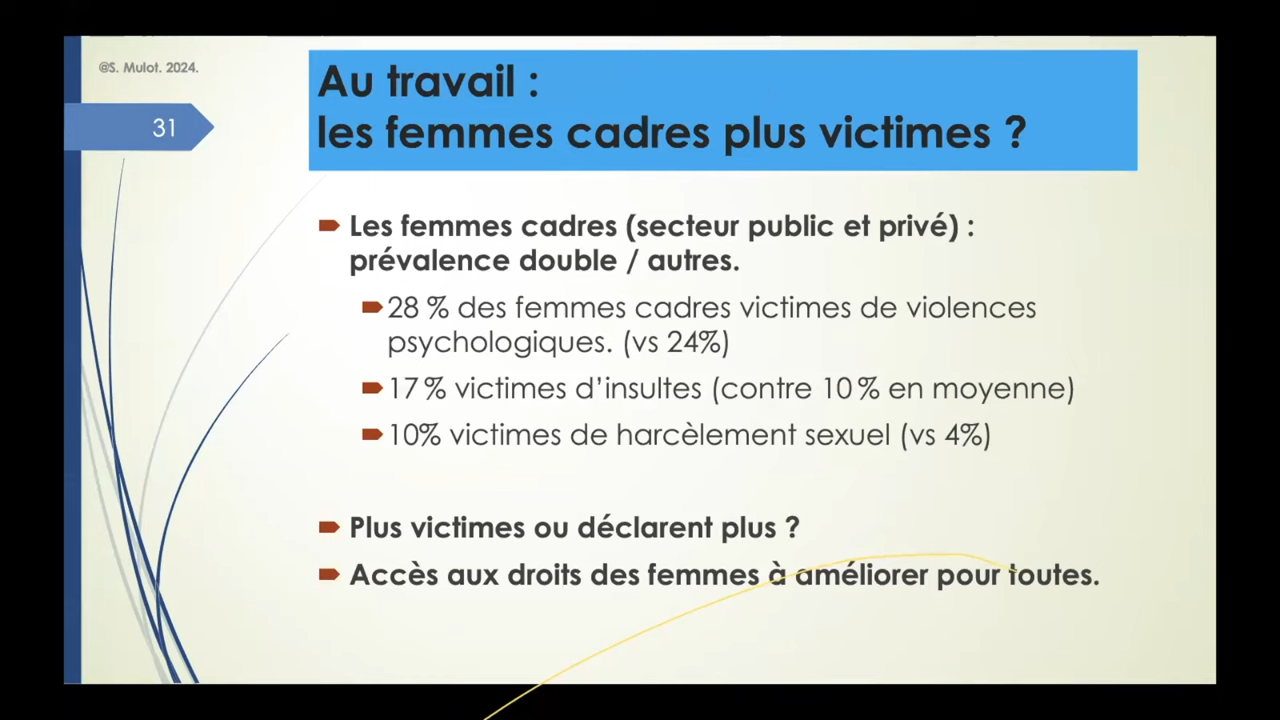 @S. Mulot. 2024.
31
Au travail :
les femmes cadres plus victimes ?
Les femmes cadres (secteur public et privé) :
prévalence double / autres.
28 % des femmes cadres victimes de violences
psychologiques. (vs 24%)
17 % victimes d’insultes (contre 10 % en moyenne)
10% victimes de harcèlement sexuel (vs 4%)
Plus victimes ou déclarent plus ?
Accès aux droits des femmes à améliorer pour toutes.